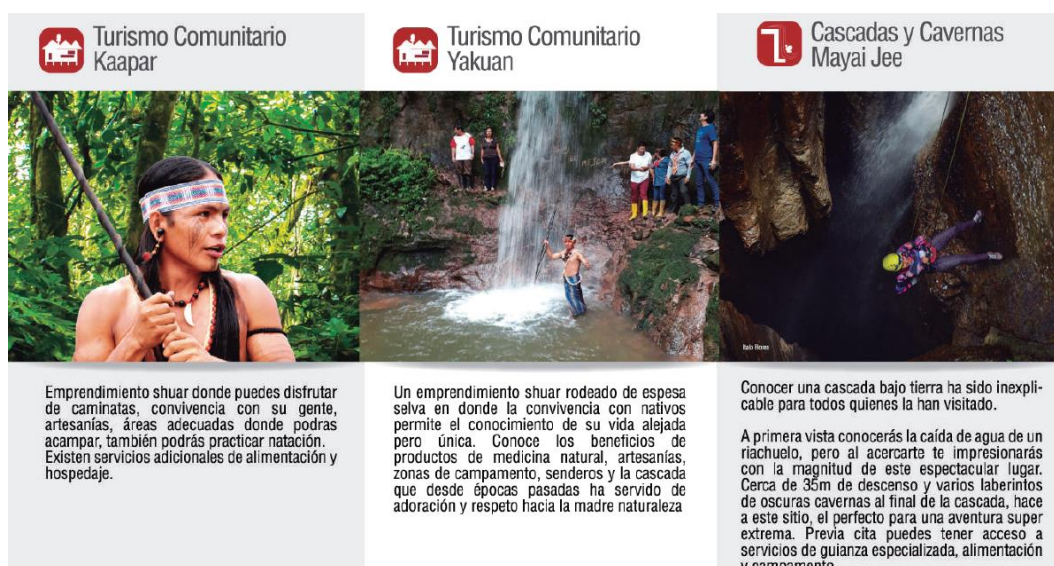 Turismo Comunitario
Kaapar
Emprendimiento shuar donde puedes disfrutar
de caminatas, convivencia con su gente,
artesanías, áreas adecuadas donde podras
acampar, también podrás practicar natación.
Existen servicios adicionales de alimentación y
hospedaje.
Turismo Comunitario
Yakuan
Un emprendimiento shuar rodeado de espesa
selva en donde la convivencia con nativos
permite el conocimiento de su vida alejada
pero única. Conoce los beneficios de
productos de medicina natural, artesanías,
zonas de campamento, senderos y la cascada
que desde épocas pasadas ha servido de
adoración y respeto hacia la madre naturaleza
Cascadas y Cavernas
Mayai Jee
Conocer una cascada bajo tierra ha sido inexpli-
cable para todos quienes la han visitado.
A primera vista conocerás la caída de agua de un
riachuelo, pero al acercarte te impresionarás
con la magnitud de este espectacular lugar.
Cerca de 35m de descenso y varios laberintos
de oscuras cavernas al final de la cascada, hace
a este sitio, el perfecto para una aventura super
extrema. Previa cita puedes tener acceso a
servicios de guianza especializada, alimentación
y campamento